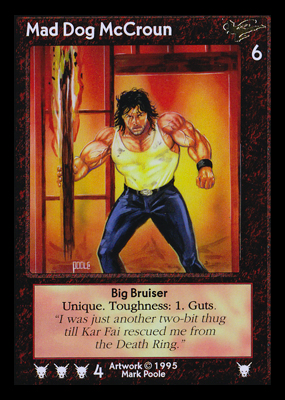 Mad Dog McCroun
6
POOLE
Big Bruiser
Unique. Toughness: 1. Guts.
"I was just another two-bit thug
till Kar Fai rescued me from
the Death Ring."
4
Artwork © 1995
Mark Poole